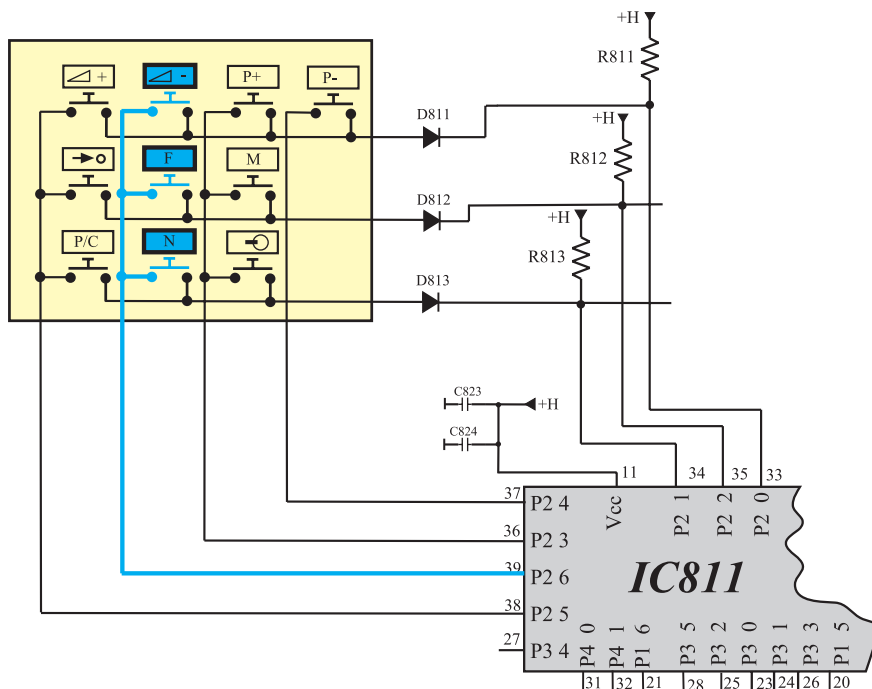 +H
R811
+
-
P+
P-
D811
+H
R812
F
M
D812
+H
R813
P/C
N
D813
C823
+H
C824
11
34
35
33
37
P2 4
Vcc
P2 1
P2 2
P2 0
36
P2 3
39
P2 6
IC811
38
P2 5
27
P3 4
P4 0
P4 1
P1 6
P3 5
P3 2
P3 0
P3 1
P3 3
P1 5
31
32
21
28
25
23
24
26
20